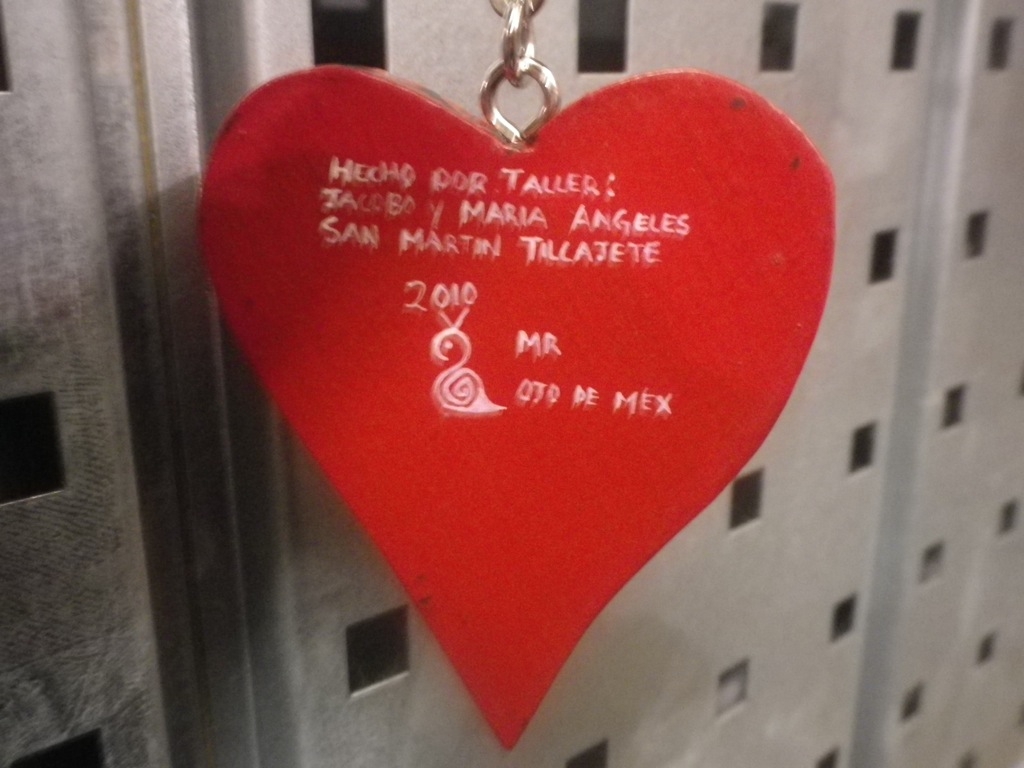 HECHO POR TALLER:
JACOBO Y MARIA ANGELES
SAN MARTIN TILCAJETE
2010
MR
OJO DE MEX